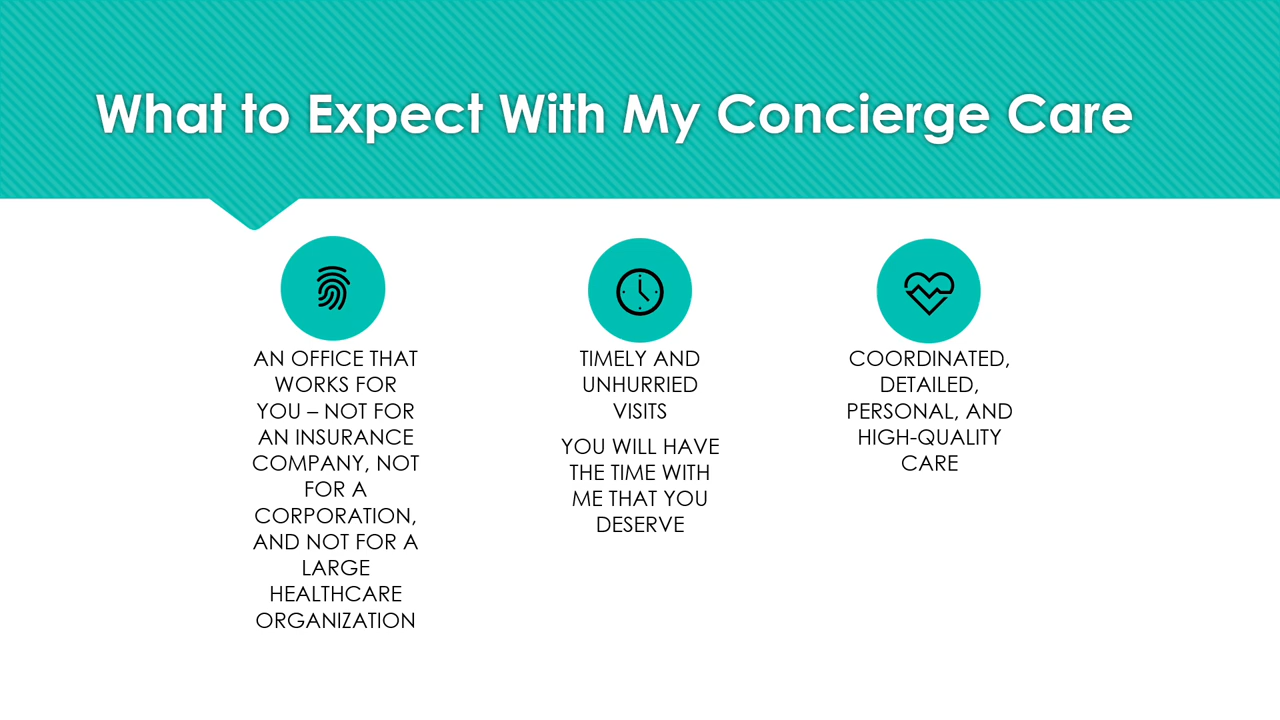 What to Expect With My Concierge Care
AN OFFICE THAT
WORKS FOR
YOU – NOT FOR
AN INSURANCE
COMPANY, NOT
FOR A
CORPORATION,
AND NOT FOR A
LARGE
HEALTHCARE
ORGANIZATION
TIMELY AND
UNHURRIED
VISITS
YOU WILL HAVE
THE TIME WITH
ME THAT YOU
DESERVE
COORDINATED,
DETAILED,
PERSONAL, AND
HIGH-QUALITY
CARE